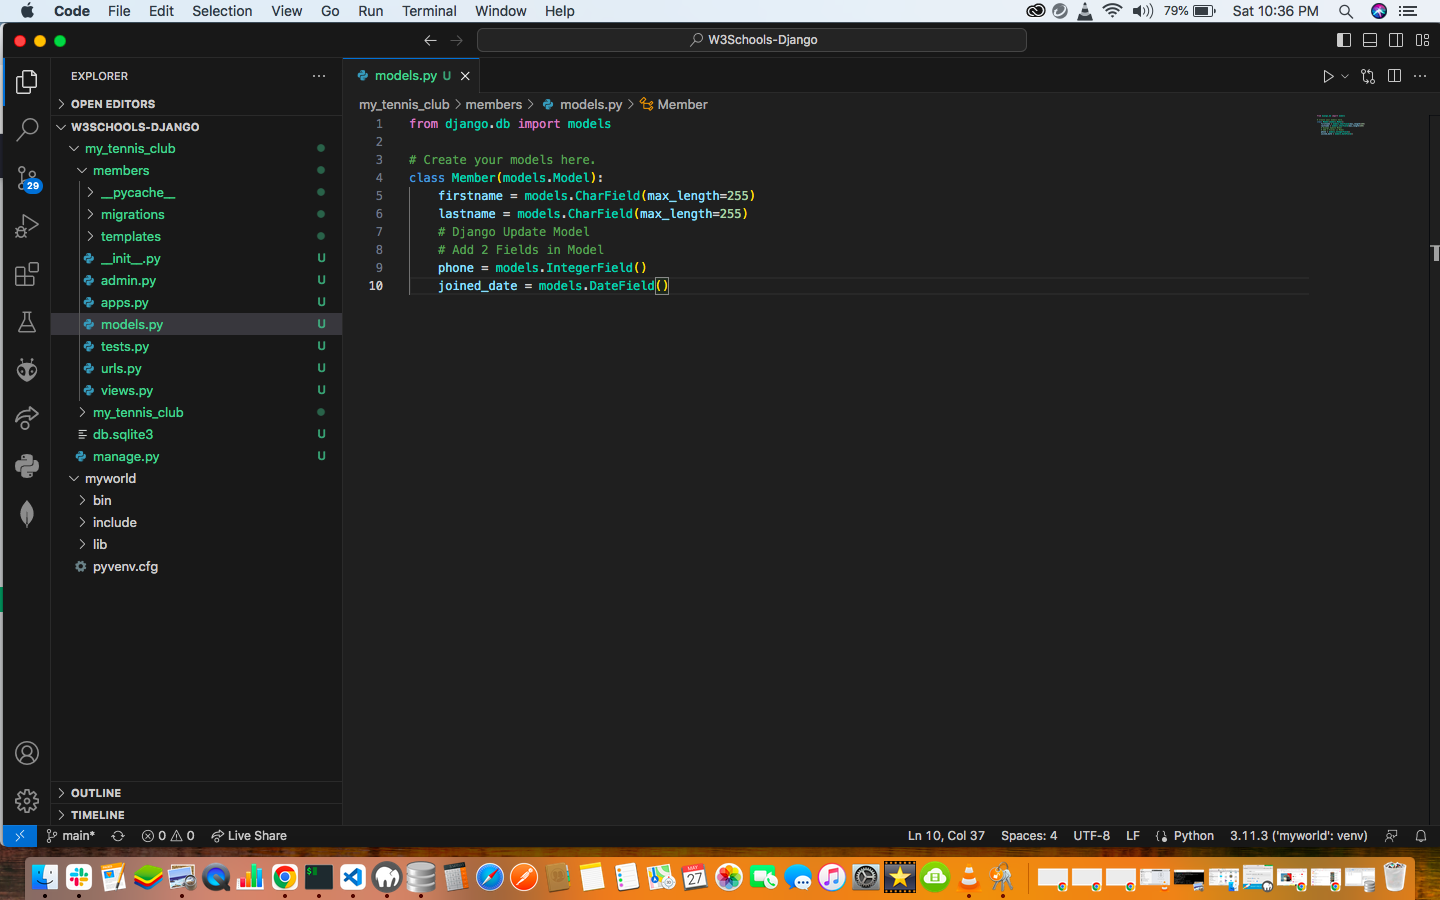 Code File Edit Selection View Go Run Terminal Window Help 79% Sat 10:36 PM
W3Schools-Django
EXPLORER
OPEN EDITORS
W3SCHOOLS-DJANGO
my_tennis_club
members
__pycache__
migrations
templates
__init__.py U
admin.py U
apps.py U
models.py U
tests.py U
urls.py U
views.py U
my_tennis_club
db.sqlite3 U
manage.py U
myworld
bin
include
lib
pyvenv.cfg
29
OUTLINE
TIMELINE
models.py U
my_tennis_club > members > models.py > Member
1 from django.db import models
2
3 # Create your models here.
4 class Member(models.Model):
5 firstname = models.CharField(max_length=255)
6 lastname = models.CharField(max_length=255)
7 # Django Update Model
8 # Add 2 Fields in Model
9 phone = models.IntegerField()
10 joined_date = models.DateField()
main* 0 0 Live Share Ln 10, Col 37 Spaces: 4 UTF-8 LF Python 3.11.3 ('myworld': venv)
27